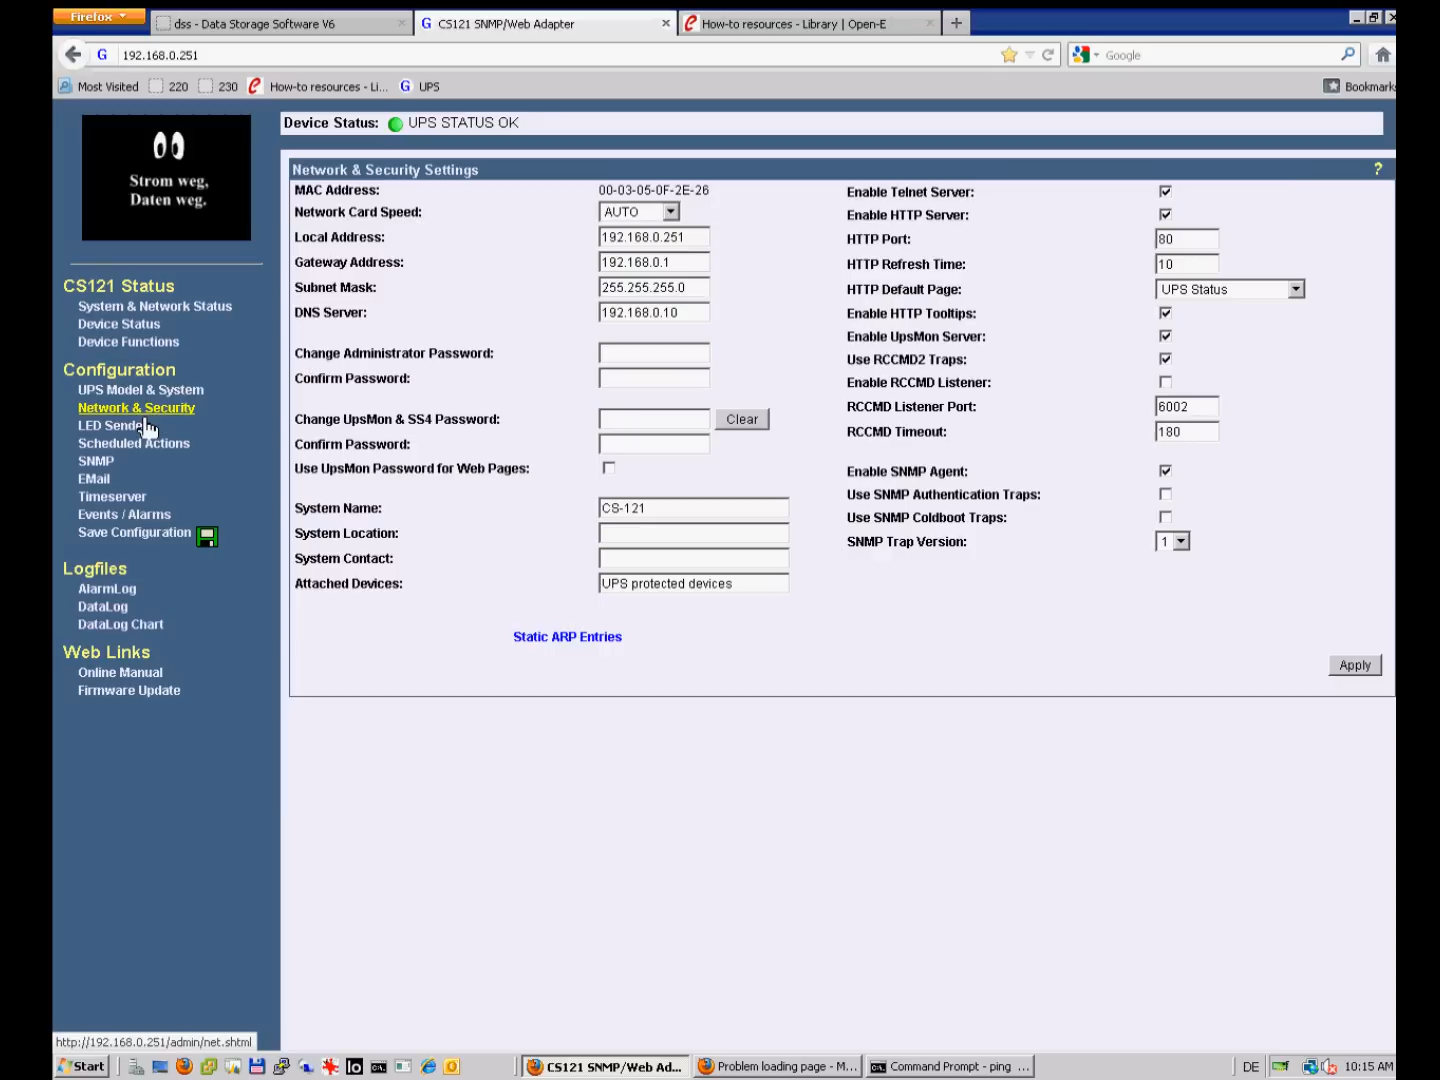 Firefox
dss - Data Storage Software V6
CS121 SNMP/Web Adapter
How-to resources - Library | Open-E
192.168.0.251
Google
Most Visited
220
230
How-to resources - Li...
UPS
Bookmarks
Strom weg,
Daten weg.
Device Status: UPS STATUS OK
CS121 Status
System & Network Status
Device Status
Device Functions
Configuration
UPS Model & System
Network & Security
LED Sende
Scheduled Actions
SNMP
EMail
Timeserver
Events / Alarms
Save Configuration
Logfiles
AlarmLog
DataLog
DataLog Chart
Web Links
Online Manual
Firmware Update
Network & Security Settings ?
MAC Address: 00-03-05-0F-2E-26
Network Card Speed: AUTO
Local Address: 192.168.0.251
Gateway Address: 192.168.0.1
Subnet Mask: 255.255.255.0
DNS Server: 192.168.0.10
Change Administrator Password:
Confirm Password:
Change UpsMon & SS4 Password: Clear
Confirm Password:
Use UpsMon Password for Web Pages:
System Name: CS-121
System Location:
System Contact:
Attached Devices: UPS protected devices
Static ARP Entries
Enable Telnet Server:
Enable HTTP Server:
HTTP Port: 80
HTTP Refresh Time: 10
HTTP Default Page: UPS Status
Enable HTTP Tooltips:
Enable UpsMon Server:
Use RCCMD2 Traps:
Enable RCCMD Listener:
RCCMD Listener Port: 6002
RCCMD Timeout: 180
Enable SNMP Agent:
Use SNMP Authentication Traps:
Use SNMP Coldboot Traps:
SNMP Trap Version: 1
Apply
http://192.168.0.251/admin/net.shtml
Start
CS121 SNMP/Web Ad...
Problem loading page - M...
Command Prompt - ping ...
DE
10:15 AM